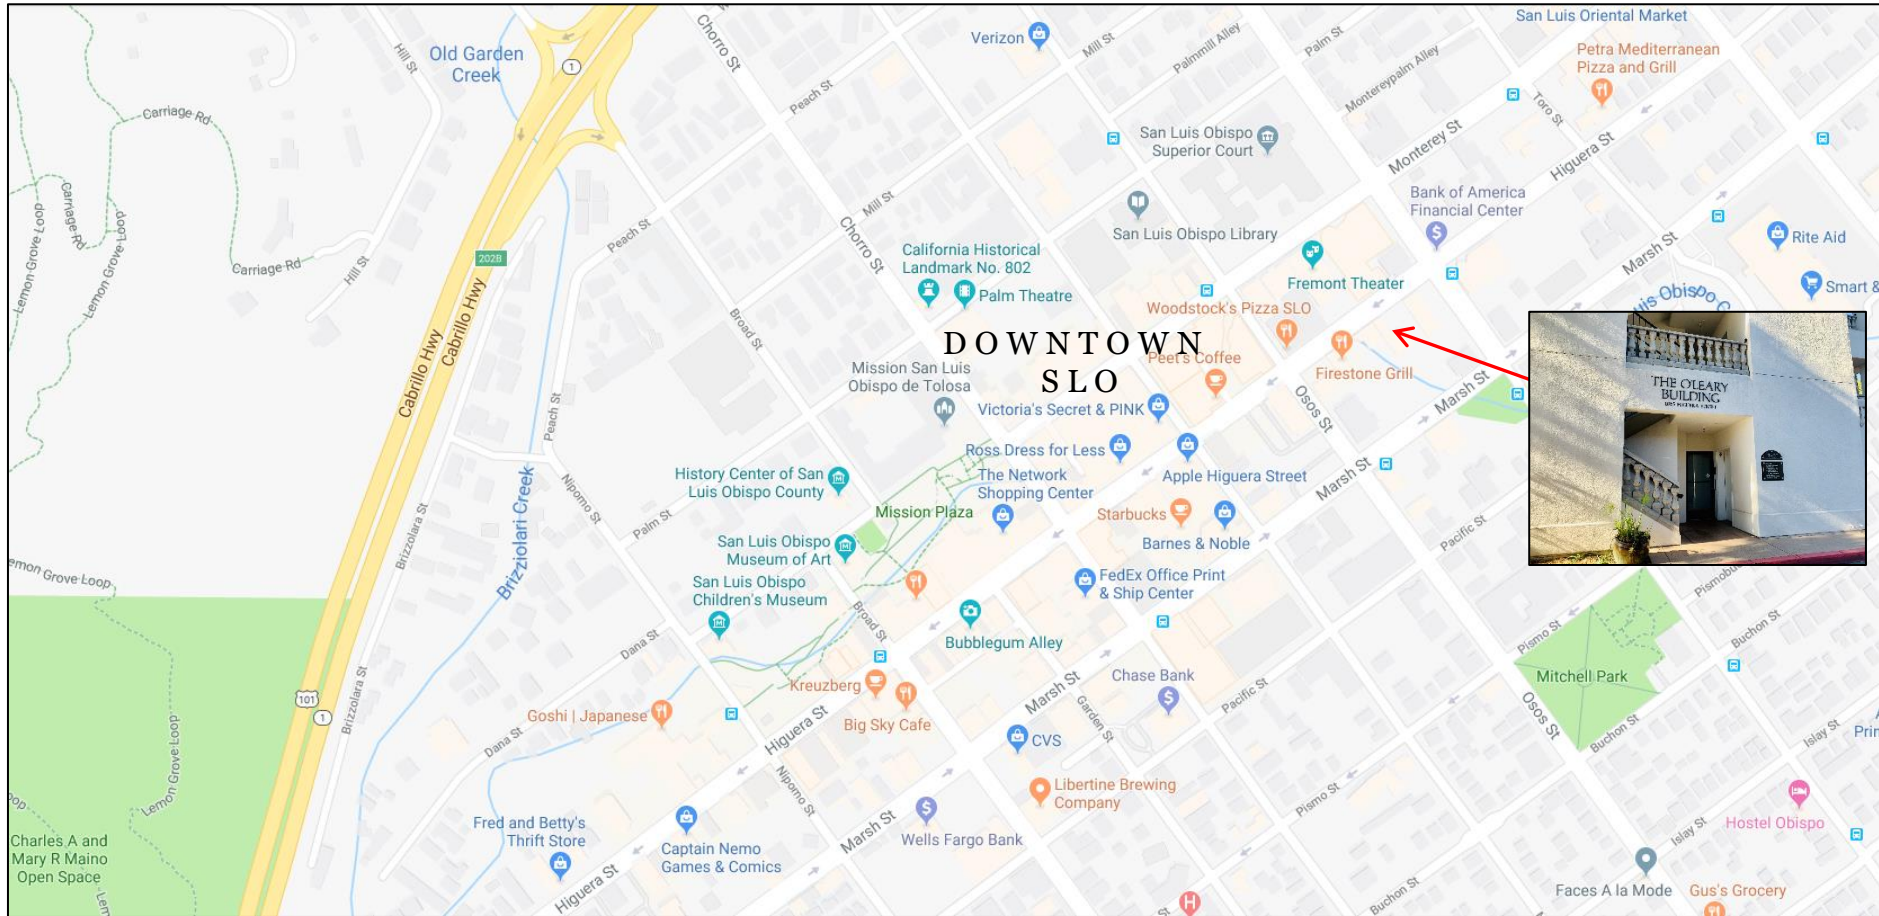 San Luis Oriental Market
Verizon
Mill St
Palmmill Alley
Palm St
Montereypalm Alley
Petra Mediterranean
Pizza and Grill
Toro St
Chorro St
Hill St
Old Garden
Creek
1
Peach St
Carriage Rd
San Luis Obispo
Superior Court
Monterey St
Higuera St
Bank of America
Financial Center
Carriage Rd
Lemon Grove Loop
Lemon Grove Loop
Mill St
Peach St
Chorro St
San Luis Obispo Library
Marsh St
Rite Aid
Carriage Rd
Hill St
202B
California Historical
Landmark No. 802
Palm Theatre
Fremont Theater
Woodstock's Pizza SLO
Smart &
Cabrillo Hwy
Cabrillo Hwy
Broad St
DOWNTOWN
SLO
Peet's Coffee
Firestone Grill
Mission San Luis
Obispo de Tolosa
Victoria's Secret & PINK
Osos St
Marsh St
THE O'LEARY
BUILDING
Peach St
Ross Dress for Less
The Network
Shopping Center
Apple Higuera Street
Marsh St
History Center of San
Luis Obispo County
Nipomo St
Palm St
Mission Plaza
Starbucks
Barnes & Noble
Pacific St
Brizzolara St
Brizziolari Creek
San Luis Obispo
Museum of Art
San Luis Obispo
Children's Museum
FedEx Office Print
& Ship Center
emon Grove Loop
Broad St
Bubblegum Alley
Dana St
Pismo St
Buchon St
Mitchell Park
Kreuzberg
Big Sky Cafe
Chase Bank
Marsh St
Garden St
Pacific St
101
1
Brizzolara St
Goshi | Japanese
Dana St
Higuera St
CVS
Osos St
Buchon St
Islay St
Prin
Lemon Grove Loop
Nipomo St
Libertine Brewing
Company
Pismo St
Hostel Obispo
Fred and Betty's
Thrift Store
Captain Nemo
Games & Comics
Wells Fargo Bank
Marsh St
Islay St
Charles A and
Mary R Maino
Open Space
Higuera St
Buchon St
Faces A la Mode
Gus's Grocery
H